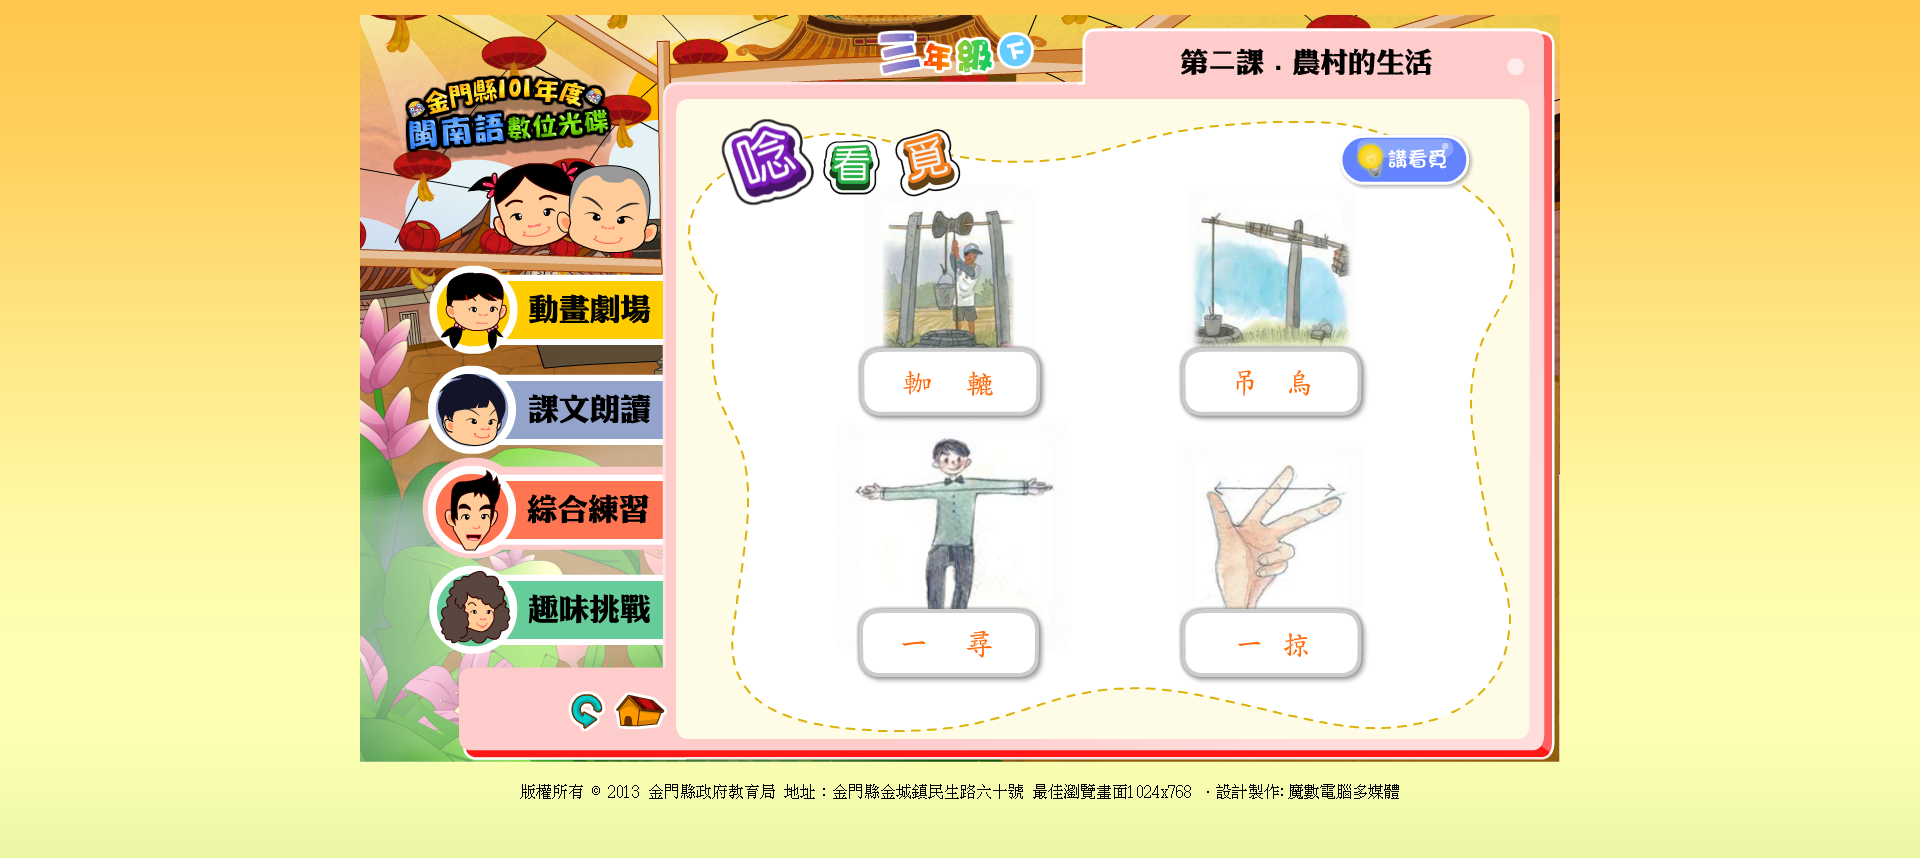 三年級 下
第二課．農村的生活
金門縣101年度
閩南語數位光碟
唸看覓
講看覓
動畫劇場
課文朗讀
綜合練習
趣味挑戰
軸 轆
吊 烏
一 尋
一 掠
版權所有 © 2013 金門縣政府教育局 地址：金門縣金城鎮民生路六十號 最佳瀏覽畫面1024x768 ‧設計製作: 魔數電腦多媒體